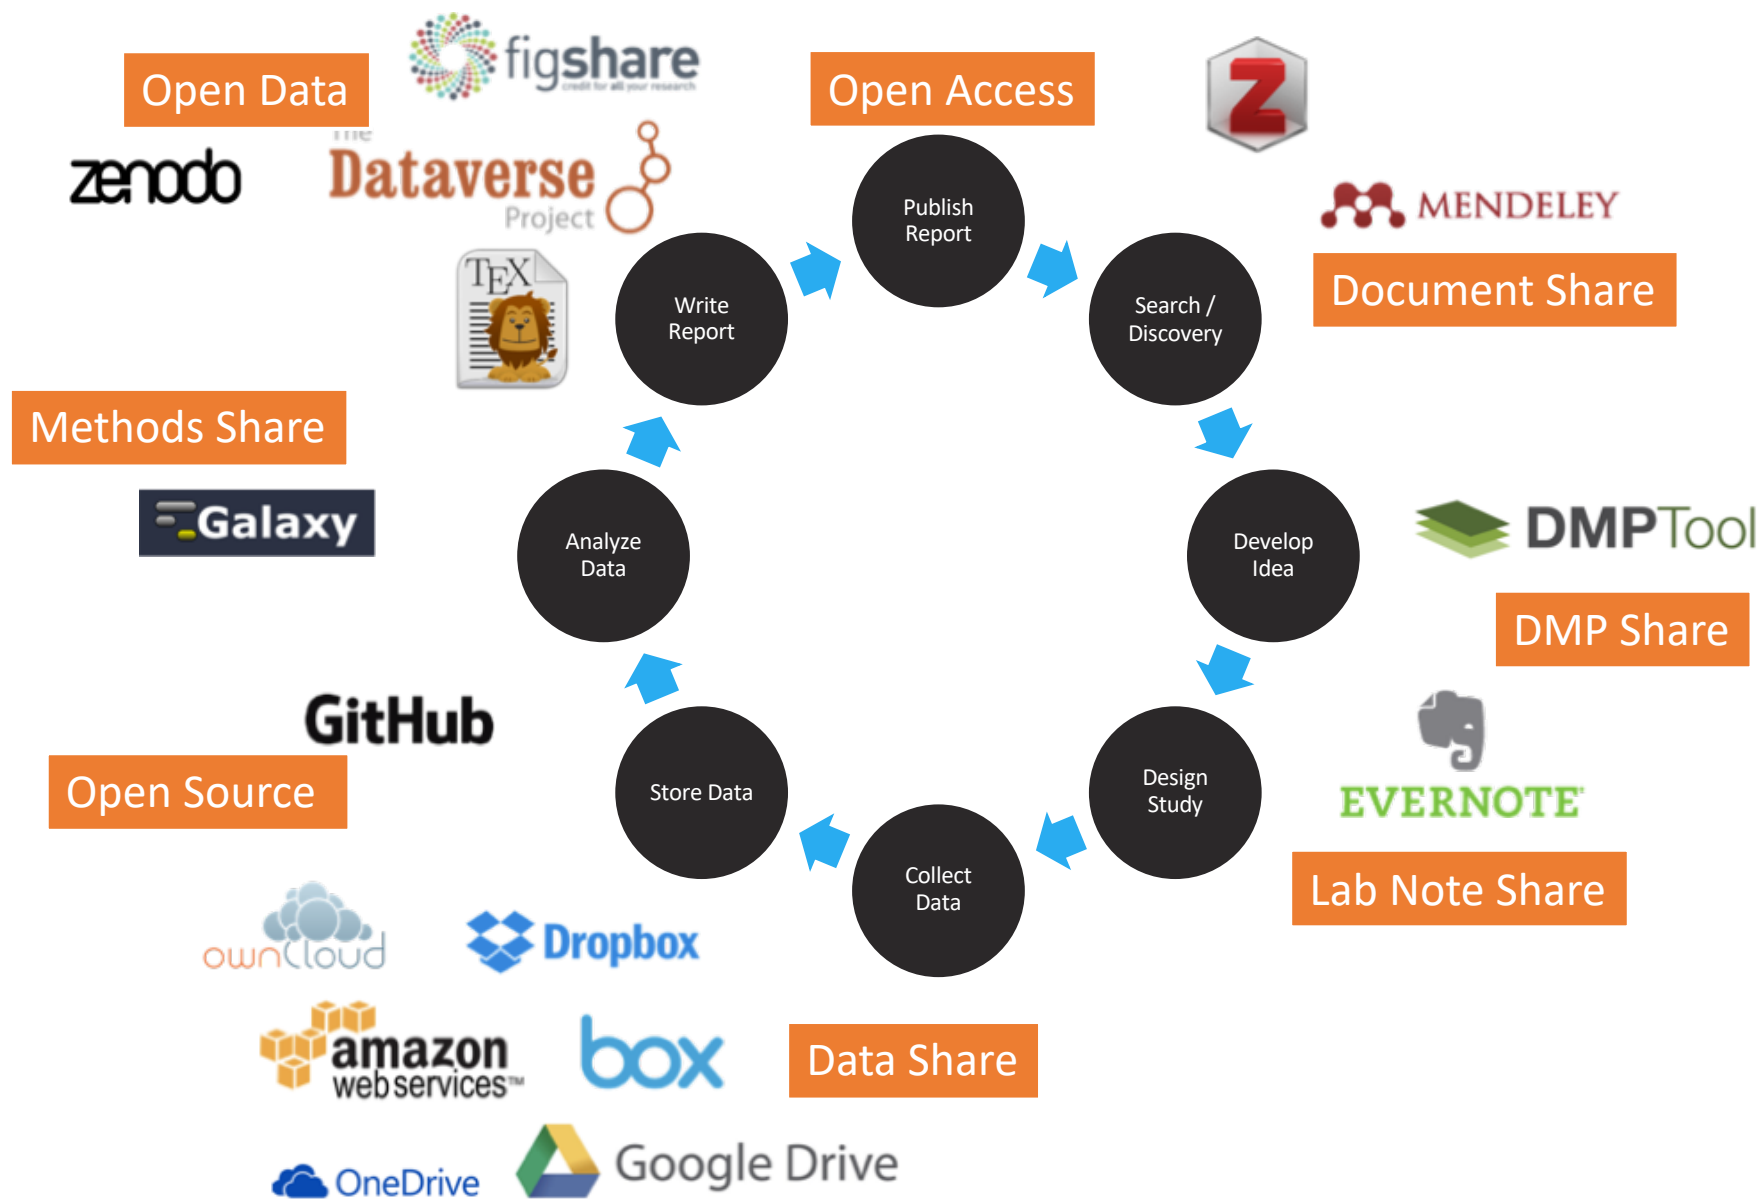 figshare
credit for all your research
Open Data
Open Access
Z
The
zenodo
Dataverse
Project
MENDELEY
Publish
Report
TEX
Document Share
Write
Report
Search /
Discovery
Methods Share
Galaxy
DMPTool
Analyze
Data
Develop
Idea
DMP Share
GitHub
Open Source
Store Data
Design
Study
EVERNOTE
Collect
Data
Lab Note Share
ownCloud
Dropbox
amazon
web services™
box
Data Share
Google Drive
OneDrive